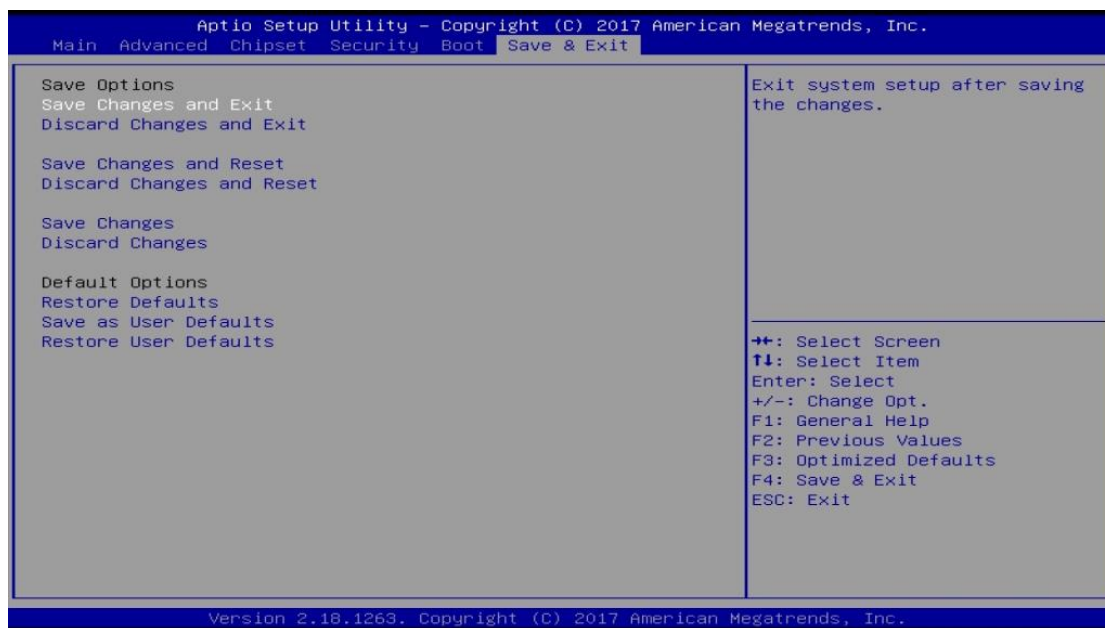 Aptio Setup Utility – Copyright (C) 2017 American Megatrends, Inc.
Main Advanced Chipset Security Boot Save & Exit
Save Options
Save Changes and Exit
Discard Changes and Exit
Save Changes and Reset
Discard Changes and Reset
Save Changes
Discard Changes
Default Options
Restore Defaults
Save as User Defaults
Restore User Defaults
Exit system setup after saving
the changes.
→←: Select Screen
↑↓: Select Item
Enter: Select
+/-: Change Opt.
F1: General Help
F2: Previous Values
F3: Optimized Defaults
F4: Save & Exit
ESC: Exit
Version 2.18.1263. Copyright (C) 2017 American Megatrends, Inc.